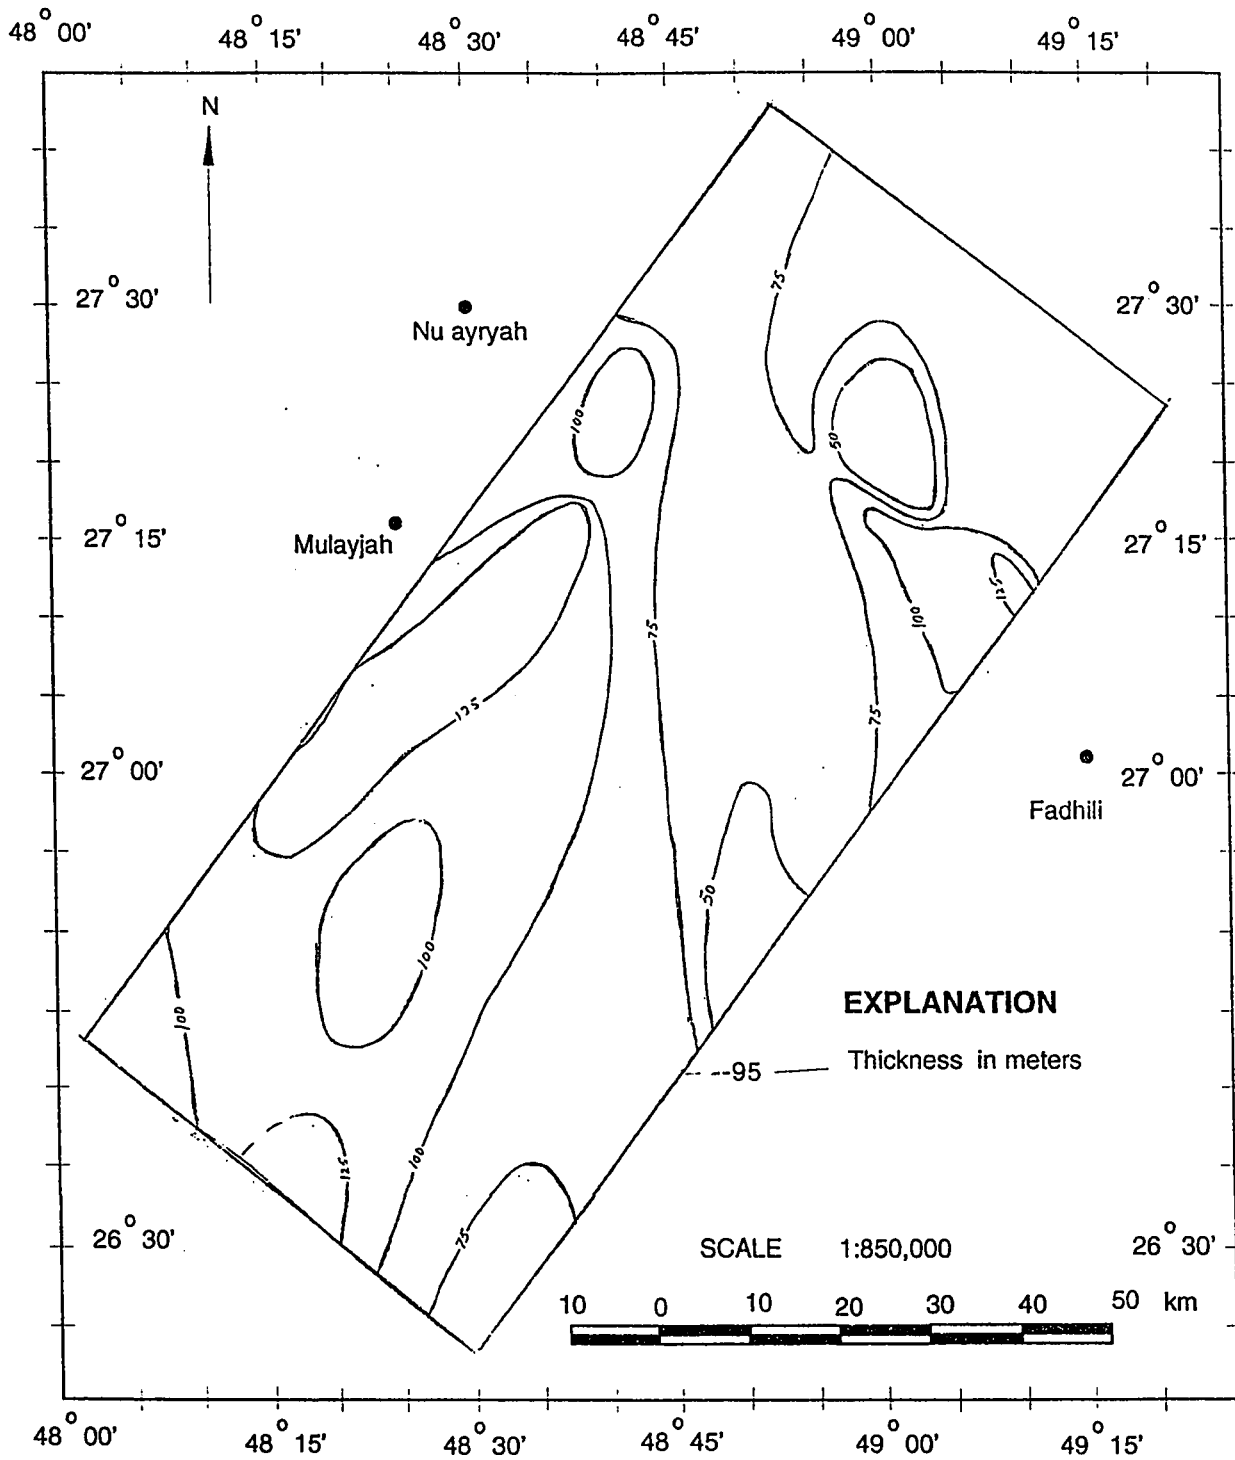 48° 00' 48° 15' 48° 30' 48° 45' 49° 00' 49° 15'
N
75
27° 30' 27° 30'
Nu ayryah
100
50
27° 15' 27° 15'
Mulayjah
125
100
75
125
75
27° 00' 27° 00'
Fadhili
50
100
EXPLANATION
100
Thickness in meters
95
100
125
75
26° 30' 26° 30'
SCALE 1:850,000
10 0 10 20 30 40 50 km
48° 00' 48° 15' 48° 30' 48° 45' 49° 00' 49° 15'